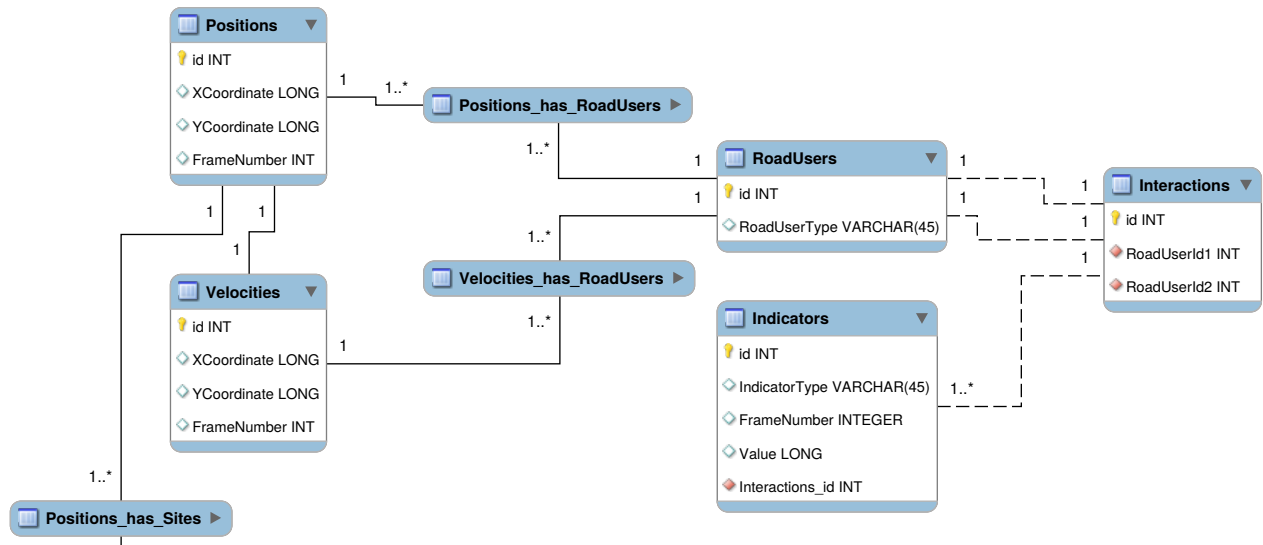 Positions
id INT
XCoordinate LONG
YCoordinate LONG
FrameNumber INT
1
1..*
Positions_has_RoadUsers
1..*
1
RoadUsers
id INT
RoadUserType VARCHAR(45)
1
1
1
1
1
1
Interactions
id INT
RoadUserId1 INT
RoadUserId2 INT
1
1
1
1..*
Velocities_has_RoadUsers
1..*
Velocities
id INT
XCoordinate LONG
YCoordinate LONG
FrameNumber INT
1
Indicators
id INT
IndicatorType VARCHAR(45)
FrameNumber INTEGER
Value LONG
Interactions_id INT
1..*
1..*
Positions_has_Sites